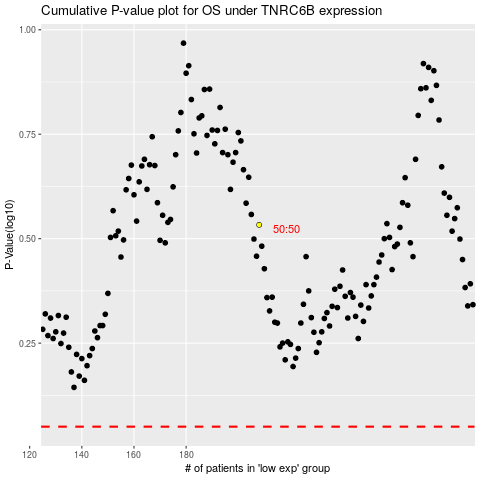 Cumulative P-value plot for OS under TNRC6B expression
P-Value(log10)
1.00
0.75
0.50
0.25
50:50
120 140 160 180
# of patients in 'low exp' group